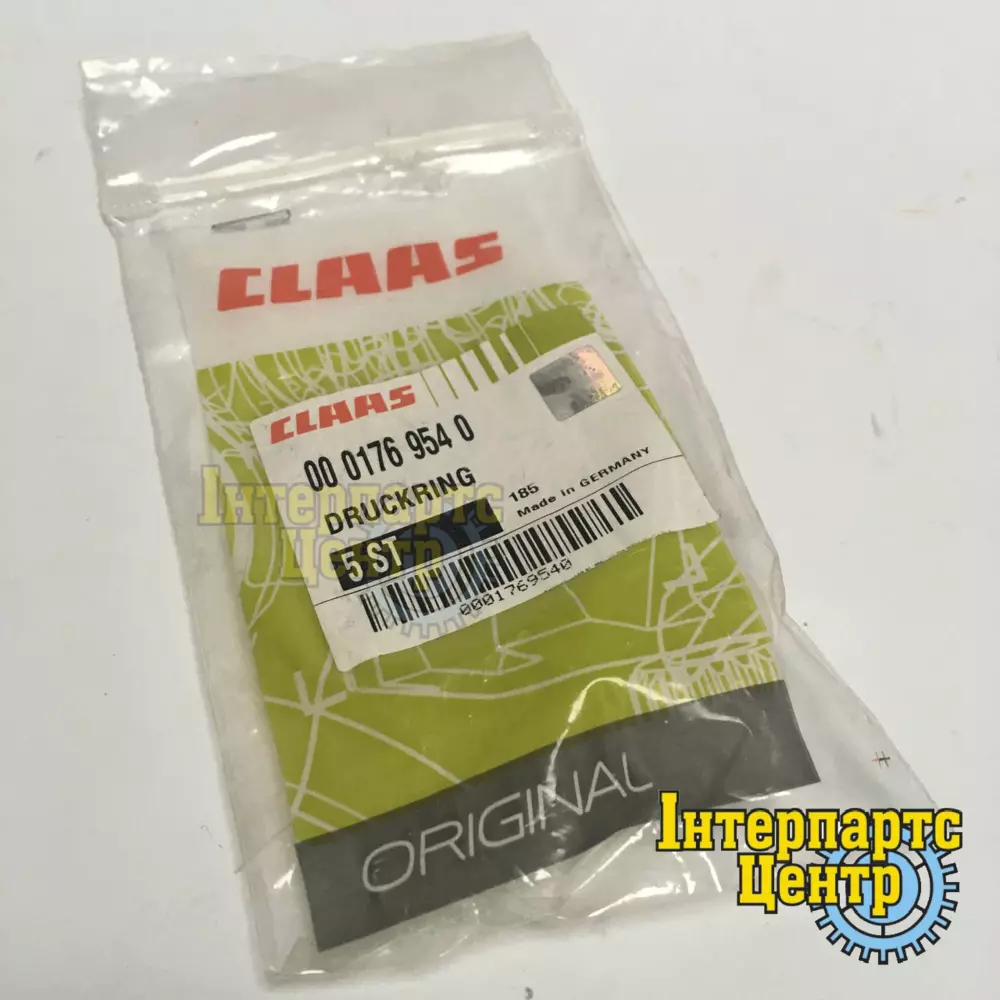 CLAAS
CLAAS
00 0176 954 0
DRUCKRING
185
Made in GERMANY
5 ST
0001769540
ORIGINAL
Інтерпартс
Центр
Інтерпартс
Центр